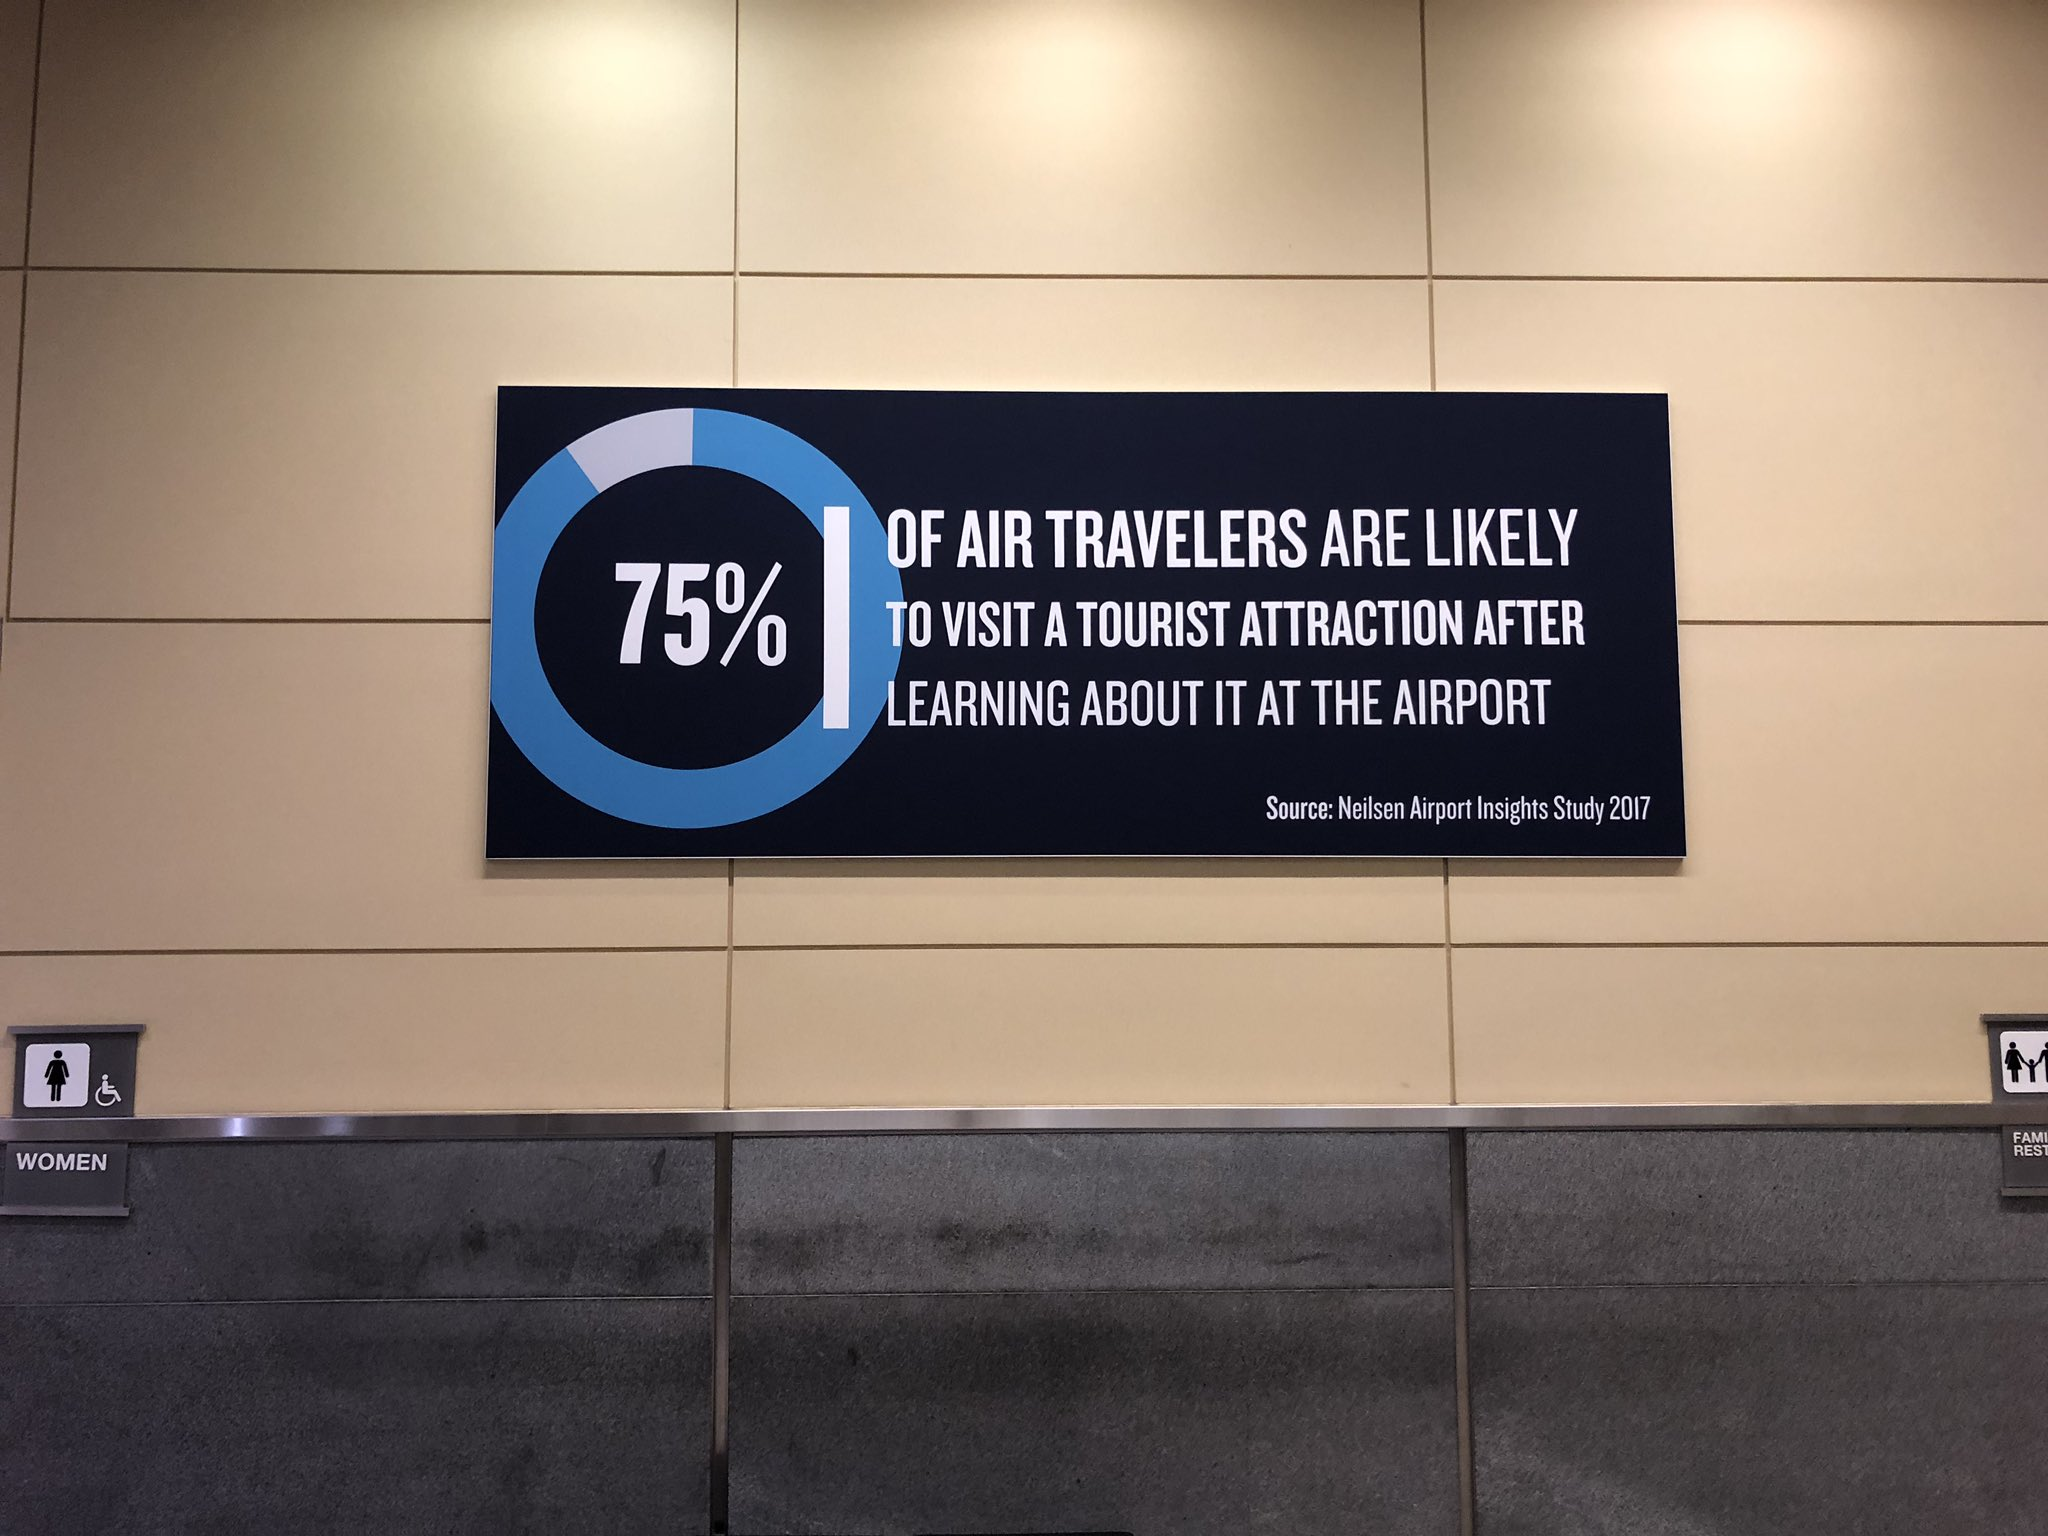 75%
OF AIR TRAVELERS ARE LIKELY
TO VISIT A TOURIST ATTRACTION AFTER
LEARNING ABOUT IT AT THE AIRPORT
Source: Neilsen Airport Insights Study 2017
WOMEN